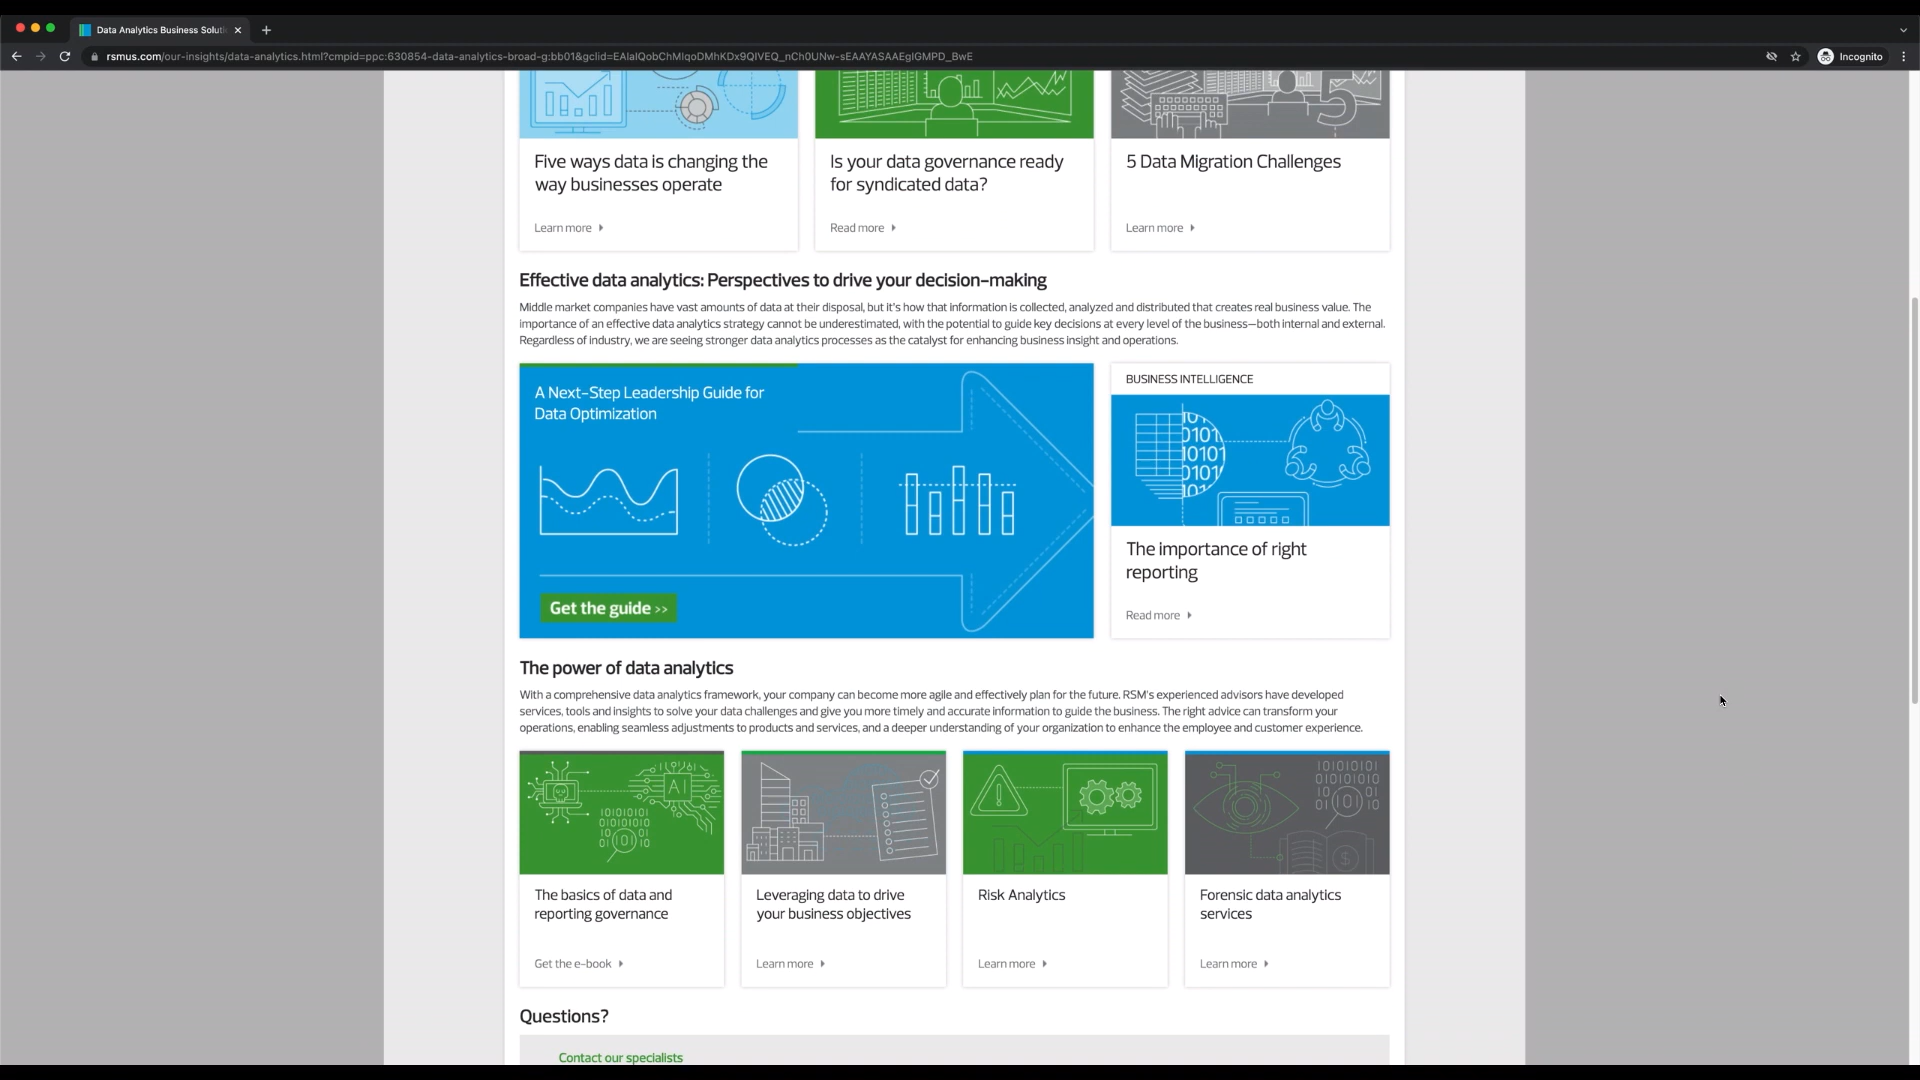 Data Analytics Business Soluti
rsmus.com/our-insights/data-analytics.html?cmpid=ppc:630854-data-analytics-broad-g:bb01&gclid=EAIaIQobChMIqoDMhKDx9QIVEQ_nCh0UNw-sEAAYASAAEgIGMPD_BwE
Incognito
5
Five ways data is changing the
way businesses operate
Learn more
Is your data governance ready
for syndicated data?
Read more
5 Data Migration Challenges
Learn more
Effective data analytics: Perspectives to drive your decision-making
Middle market companies have vast amounts of data at their disposal, but it's how that information is collected, analyzed and distributed that creates real business value. The
importance of an effective data analytics strategy cannot be underestimated, with the potential to guide key decisions at every level of the business—both internal and external.
Regardless of industry, we are seeing stronger data analytics processes as the catalyst for enhancing business insight and operations.
A Next-Step Leadership Guide for
Data Optimization
Get the guide >>
BUSINESS INTELLIGENCE
The importance of right
reporting
Read more
The power of data analytics
With a comprehensive data analytics framework, your company can become more agile and effectively plan for the future. RSM's experienced advisors have developed
services, tools and insights to solve your data challenges and give you more timely and accurate information to guide the business. The right advice can transform your
operations, enabling seamless adjustments to products and services, and a deeper understanding of your organization to enhance the employee and customer experience.
AI
The basics of data and
reporting governance
Get the e-book
Leveraging data to drive
your business objectives
Learn more
Risk Analytics
Learn more
Forensic data analytics
services
Learn more
Questions?
Contact our specialists